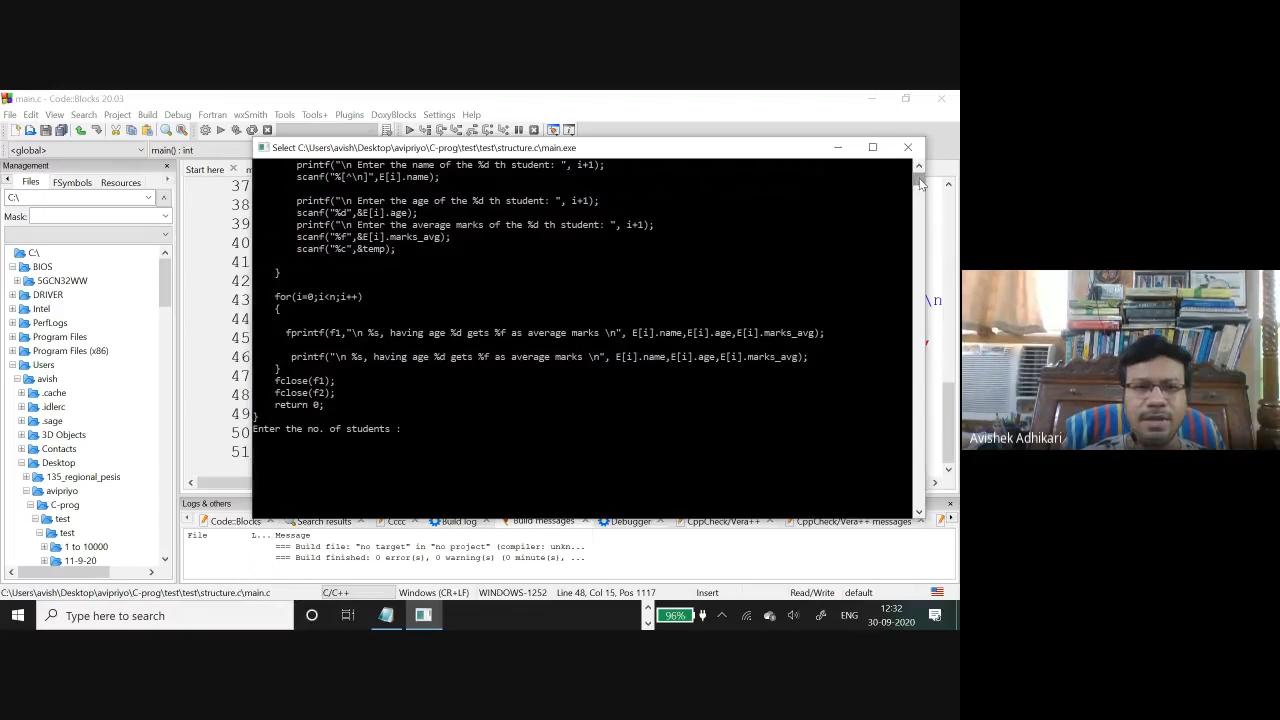 main.c - Code::Blocks 20.03
File Edit View Search Project Build Debug Fortran wxSmith Tools Tools+ Plugins DoxyBlocks Settings Help
<global>
main() : int
Management
Files FSymbols Resources
C:\
Mask:
C:\
BIOS
5GCN32WW
DRIVER
Intel
PerfLogs
Program Files
Program Files (x86)
Users
avish
.cache
.idlerc
.sage
3D Objects
Contacts
Desktop
135_regional_pesis
avipriyo
C-prog
test
test
1 to 10000
11-9-20
Start here
37
38
39
40
41
42
43
44
45
46
47
48
49
50
51
\n
Select C:\Users\avish\Desktop\avipriyo\C-prog\test\test\structure.c\main.exe
printf("\n Enter the name of the %d th student: ", i+1);
scanf("%[^\n]",E[i].name);
printf("\n Enter the age of the %d th student: ", i+1);
scanf("%d",&E[i].age);
printf("\n Enter the average marks of the %d th student: ", i+1);
scanf("%f",&E[i].marks_avg);
scanf("%c",&temp);
}
for(i=0;i<n;i++)
{
fprintf(f1,"\n %s, having age %d gets %f as average marks \n", E[i].name,E[i].age,E[i].marks_avg);
printf("\n %s, having age %d gets %f as average marks \n", E[i].name,E[i].age,E[i].marks_avg);
}
fclose(f1);
fclose(f2);
return 0;
}
Enter the no. of students :
Logs & others
Code::Blocks Search results Cccc Build log Build messages Debugger CppCheck/Vera++ CppCheck/Vera++ messages
File L... Message
=== Build file: "no target" in "no project" (compiler: unkn...
=== Build finished: 0 error(s), 0 warning(s) (0 minute(s), ...
C:\Users\avish\Desktop\avipriyo\C-prog\test\test\structure.c\main.c C/C++ Windows (CR+LF) WINDOWS-1252 Line 48, Col 15, Pos 1117 Insert Read/Write default
Type here to search
96%
ENG
12:32
30-09-2020
Avishek Adhikari